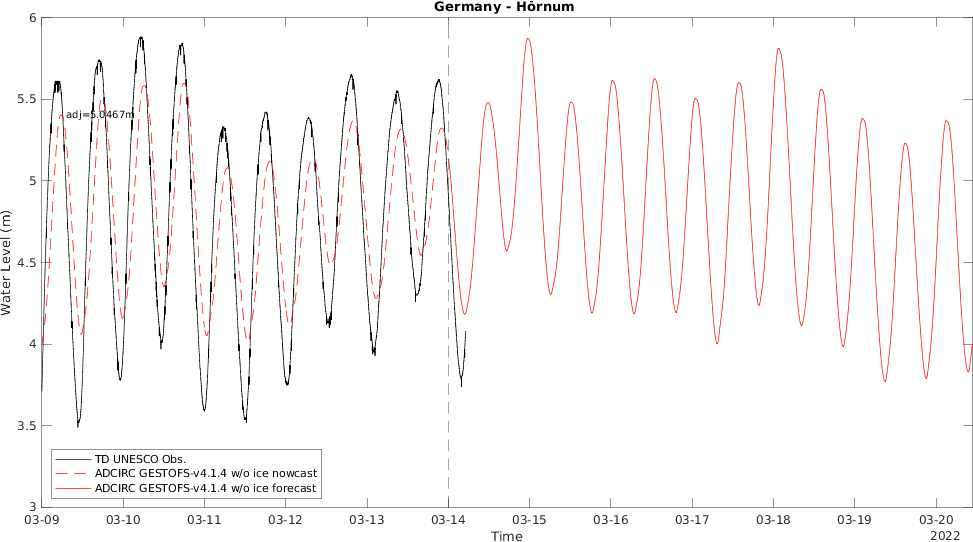 Germany - Hörnum
6
5.5
5
4.5
4
3.5
3
Water Level (m)
adj=5.0467m
TD UNESCO Obs.
ADCIRC GESTOFS-v4.1.4 w/o ice nowcast
ADCIRC GESTOFS-v4.1.4 w/o ice forecast
03-09 03-10 03-11 03-12 03-13 03-14 03-15 03-16 03-17 03-18 03-19 03-20
Time
2022